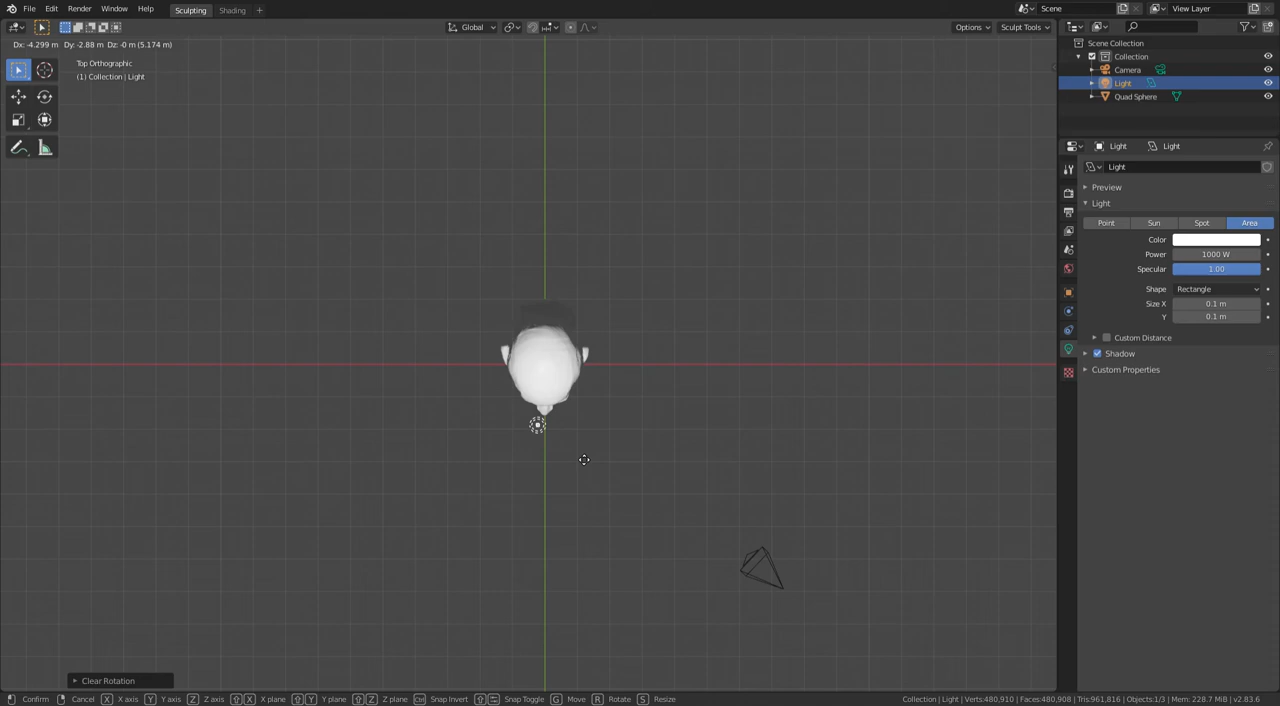 File Edit Render Window Help Sculpting Shading + Scene View Layer
Global Options Sculpt Tools
Dx: -4.299 m Dy: -2.88 m Dz: -0 m (5.174 m)
Top Orthographic
(1) Collection | Light
Scene Collection
Collection
Camera
Light
Quad Sphere
Light Light
Light
Preview
Light
Point Sun Spot Area
Color
Power 1000 W
Specular 1.00
Shape Rectangle
Size X 0.1 m
Y 0.1 m
Custom Distance
Shadow
Custom Properties
Clear Rotation
Confirm Cancel X X axis Y Y axis Z Z axis X X plane Y Y plane Z Z plane Ctrl Snap Invert Snap Toggle G Move R Rotate S Resize Collection | Light | Verts:480,910 | Faces:480,908 | Tris:961,816 | Objects:1/3 | Mem: 228.7 MiB | v2.83.6